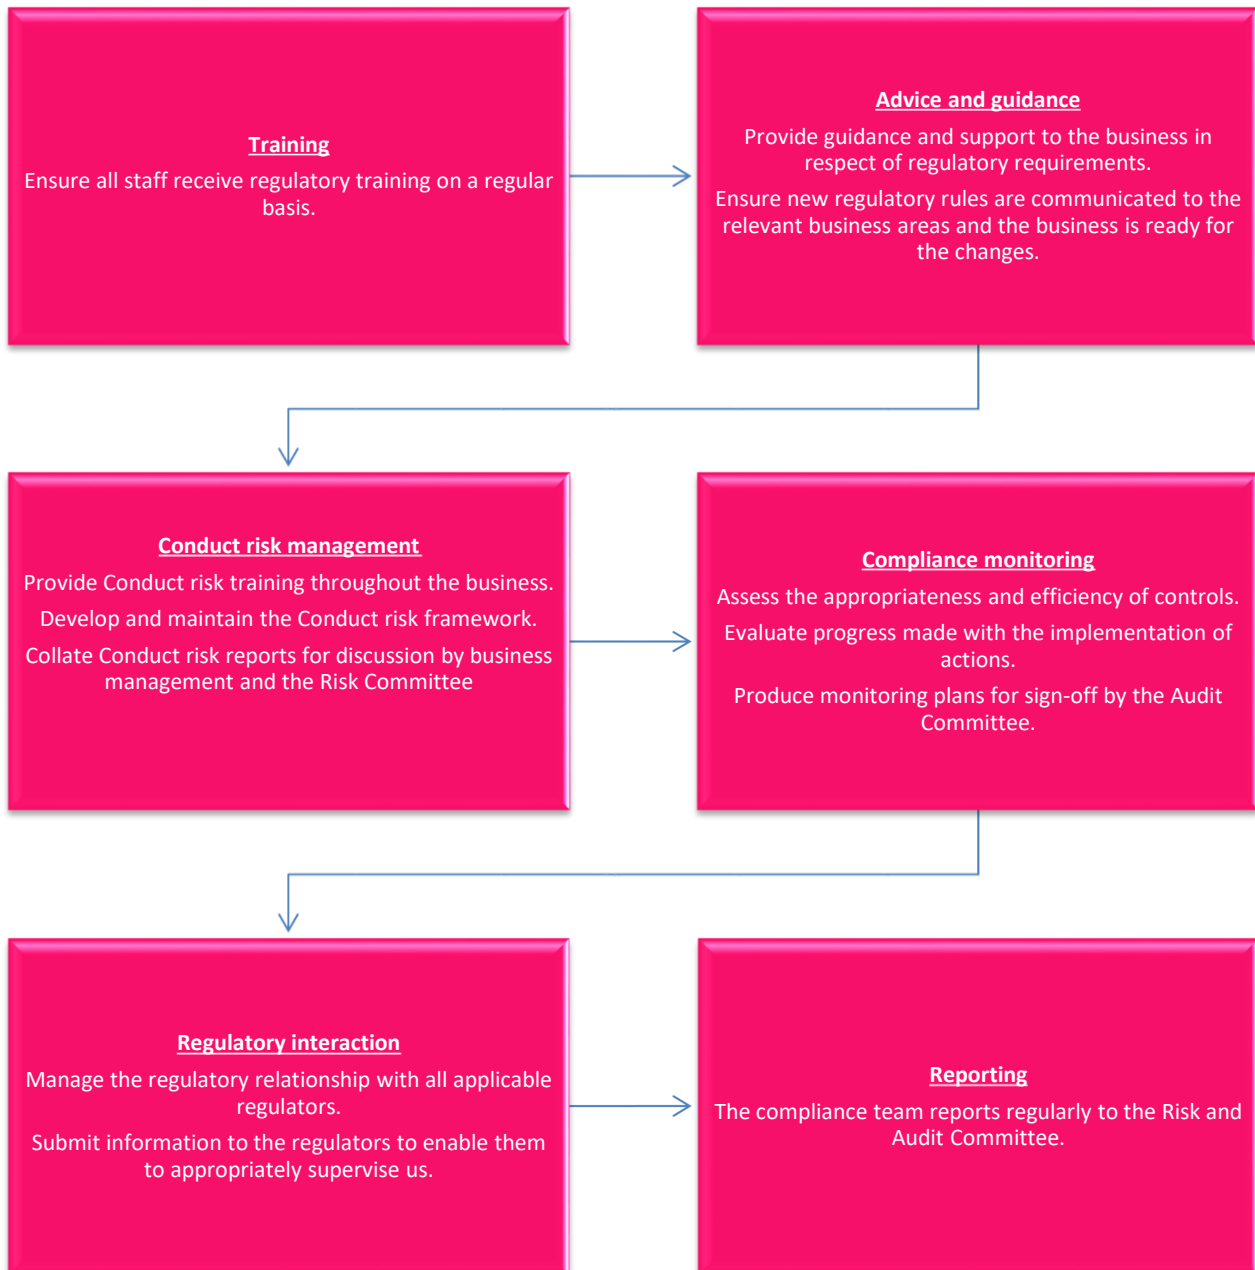 Training
Ensure all staff receive regulatory training on a regular
basis.
Advice and guidance
Provide guidance and support to the business in
respect of regulatory requirements.
Ensure new regulatory rules are communicated to the
relevant business areas and the business is ready for
the changes.
Conduct risk management
Provide Conduct risk training throughout the business.
Develop and maintain the Conduct risk framework.
Collate Conduct risk reports for discussion by business
management and the Risk Committee
Compliance monitoring
Assess the appropriateness and efficiency of controls.
Evaluate progress made with the implementation of
actions.
Produce monitoring plans for sign-off by the Audit
Committee.
Regulatory interaction
Manage the regulatory relationship with all applicable
regulators.
Submit information to the regulators to enable them
to appropriately supervise us.
Reporting
The compliance team reports regularly to the Risk and
Audit Committee.